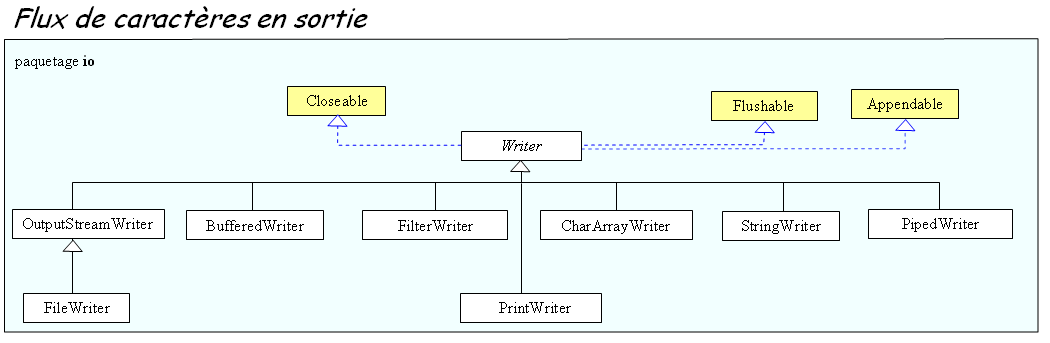 Flux de caractères en sortie
paquetage io
Closeable
Flushable
Appendable
Writer
OutputStreamWriter
BufferedWriter
FilterWriter
CharArrayWriter
StringWriter
PipedWriter
FileWriter
PrintWriter